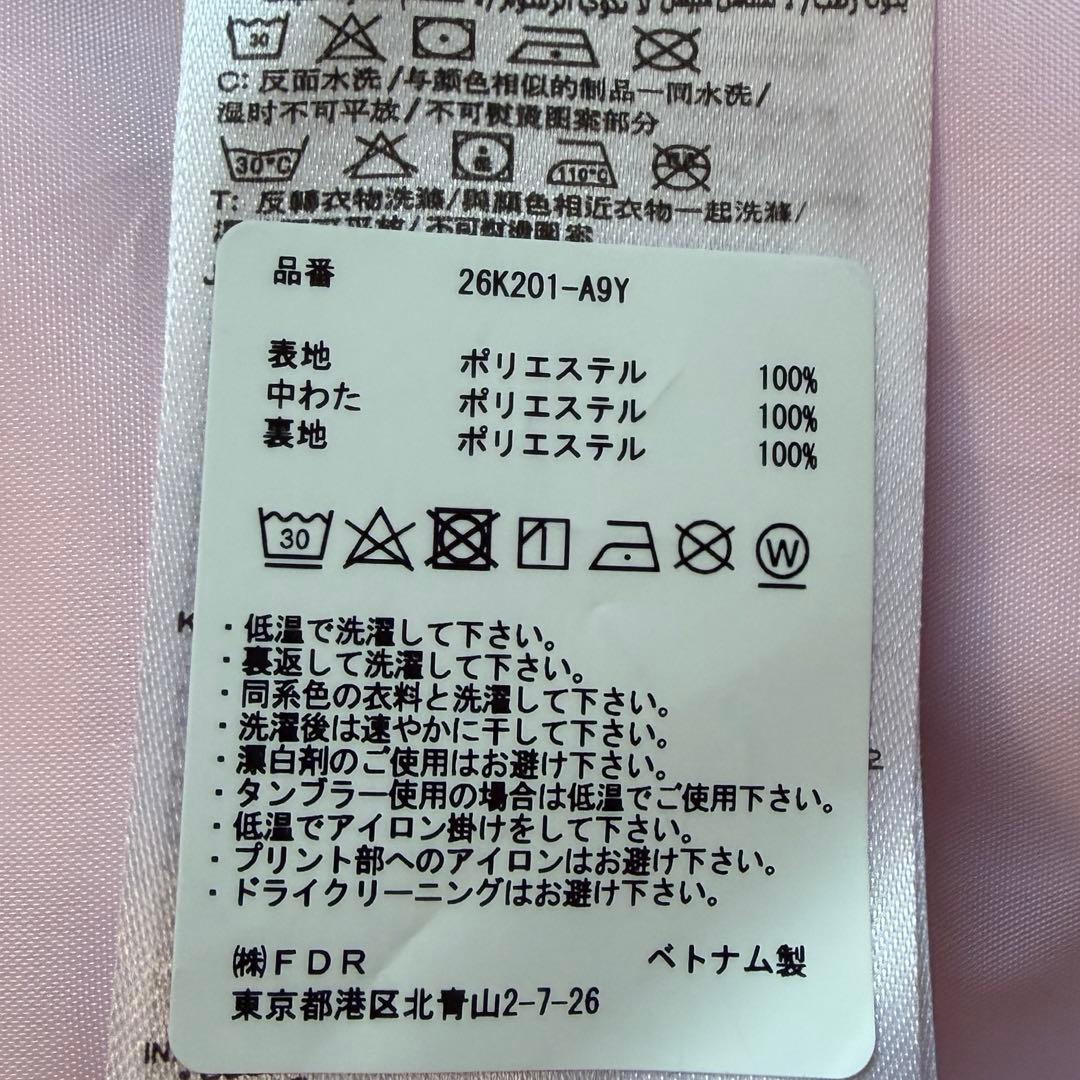 30
C: 反面水洗/与颜色相似的制品一同水洗/
湿时不可平放/不可熨烫图案部分
30°C 110°C
T: 反轉衣物洗滌/與顏色相近衣物一起洗滌/
品番 26K201-A9Y
表地 ポリエステル 100%
中わた ポリエステル 100%
裏地 ポリエステル 100%
30 W
・低温で洗濯して下さい。
・裏返して洗濯して下さい。
・同系色の衣料と洗濯して下さい。
・洗濯後は速やかに干して下さい。
・漂白剤のご使用はお避け下さい。
・タンブラー使用の場合は低温でご使用下さい。
・低温でアイロン掛けをして下さい。
・プリント部へのアイロンはお避け下さい。
・ドライクリーニングはお避け下さい。
㈱FDR ベトナム製
東京都港区北青山2-7-26